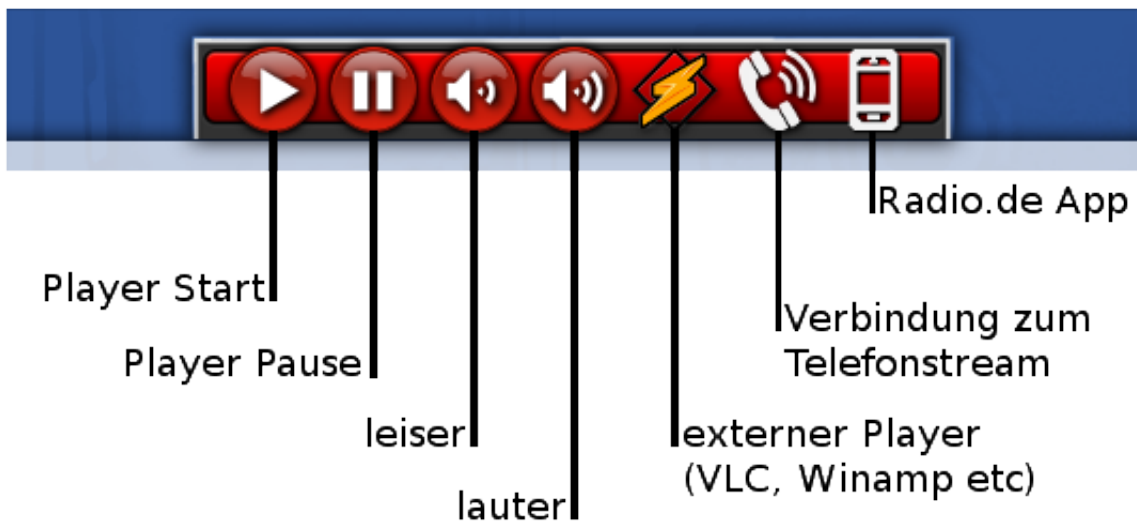 Radio.de App
Player Start
Verbindung zum
Telefonstream
Player Pause
leiser
externer Player
(VLC, Winamp etc)
lauter